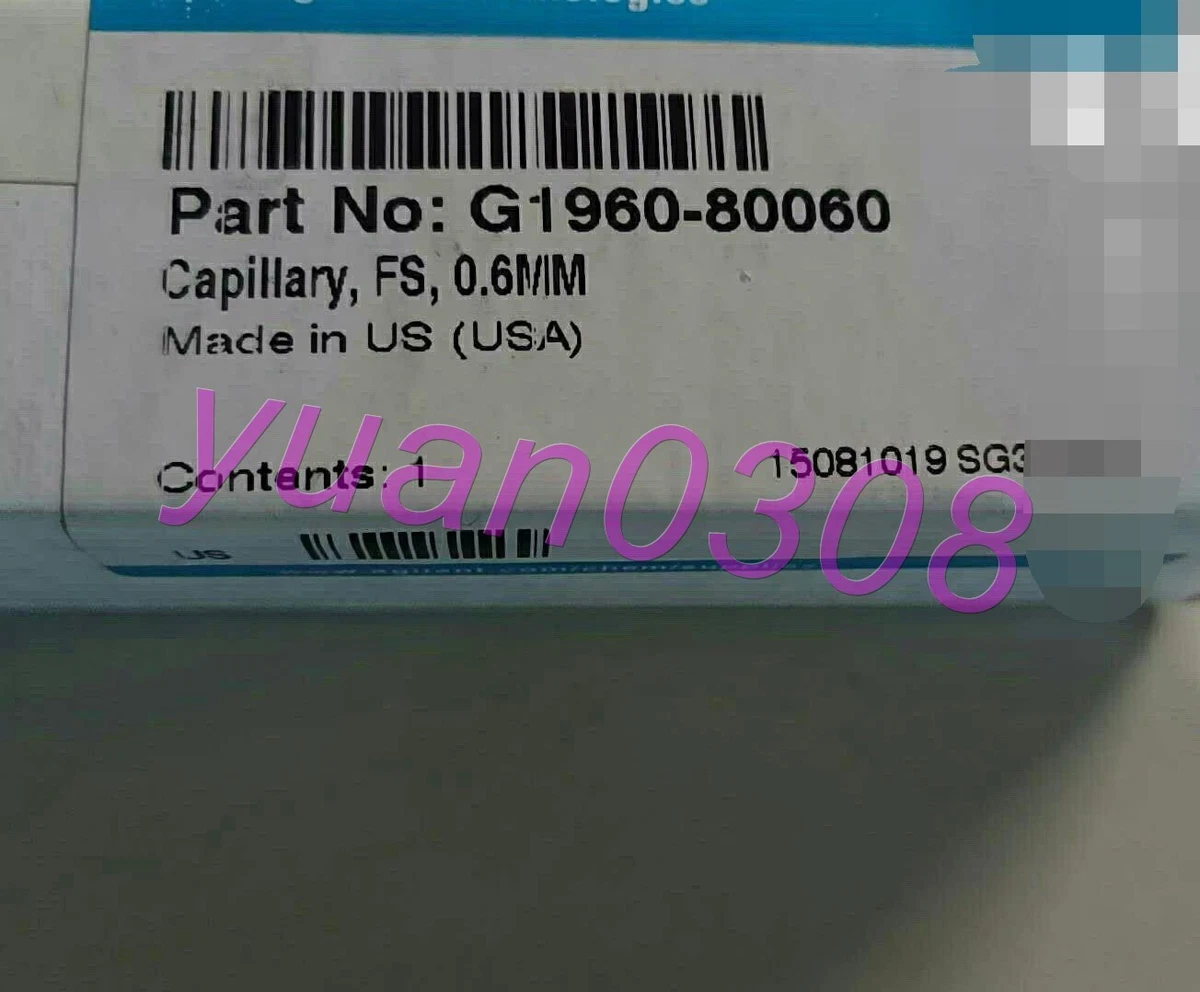 Part No: G1960-80060
Capillary, FS, 0.6MM
Made in US (USA)
Contents: 1
15081019 SG3
yuan0308
US